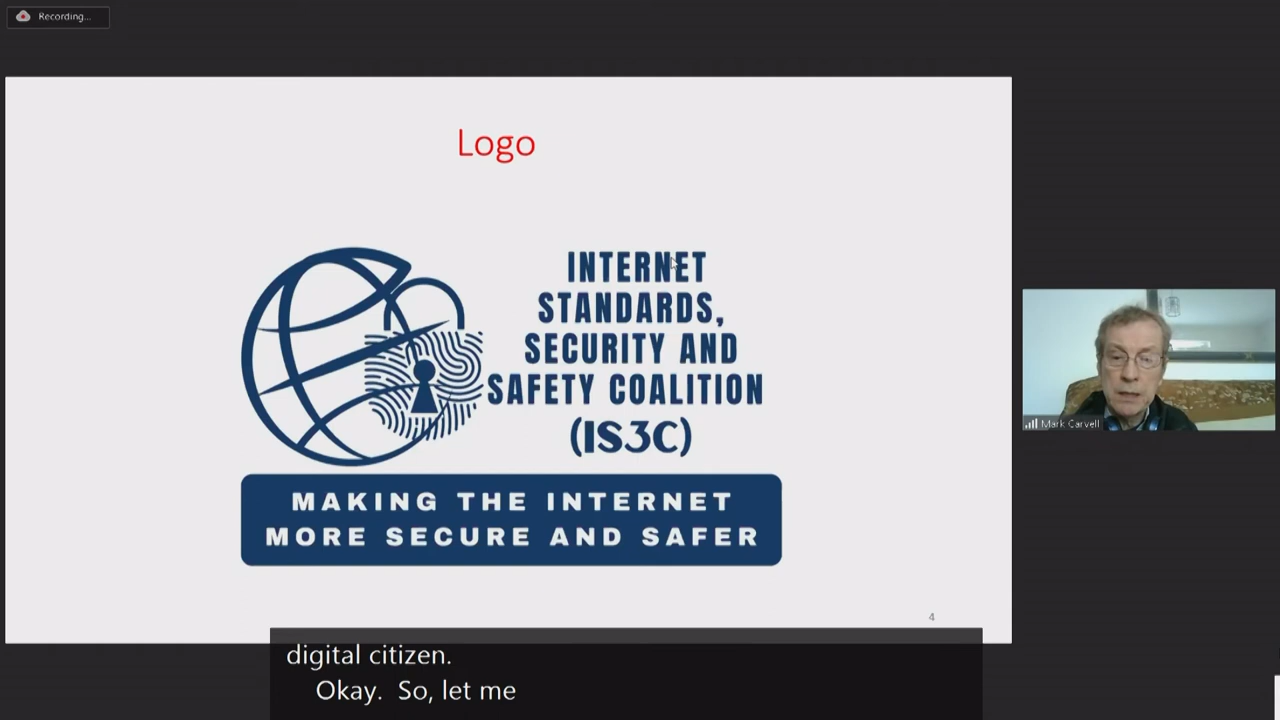 Recording...
Logo
INTERNET
STANDARDS,
SECURITY AND
SAFETY COALITION
(IS3C)
MAKING THE INTERNET
MORE SECURE AND SAFER
4
Mark Carvell
digital citizen.
Okay. So, let me